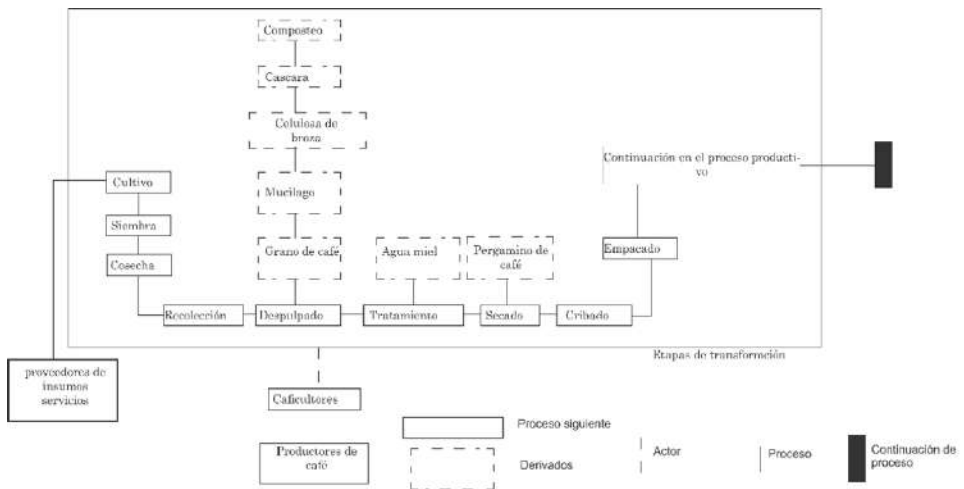 Composteo
Cascara
Celulosa de
broza
Mucilago
Grano de café
Agua miel
Pergamino de
café
Cultivo
Siembra
Cosecha
Recolección
Despulpado
Tratamiento
Secado
Cribado
Empacado
Continuación en el proceso producti-
vo
Etapas de transformción
proveedores de
insumos
servicios
Caficultores
Productores de
café
Proceso siguiente
Derivados
Actor
Proceso
Continuación de
proceso